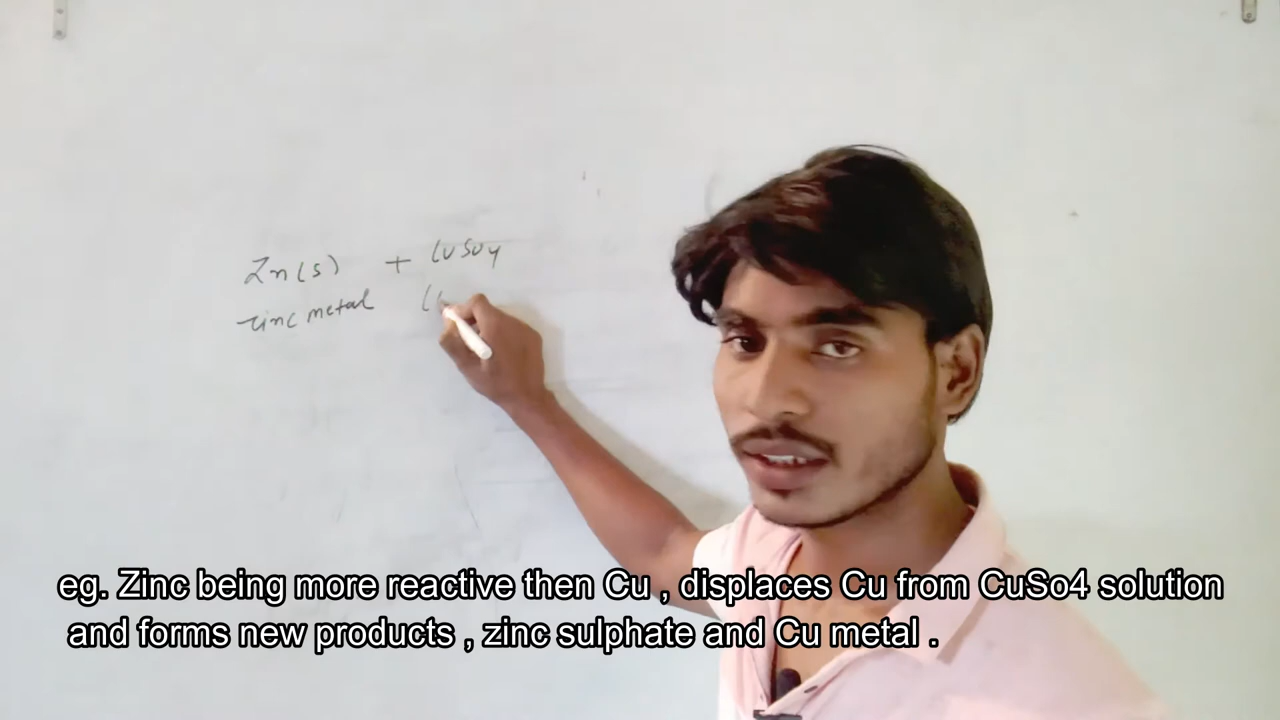 Zn(s) + CuSO4
zinc metal
eg. Zinc being more reactive then Cu , displaces Cu from CuSo4 solution
and forms new products , zinc sulphate and Cu metal .